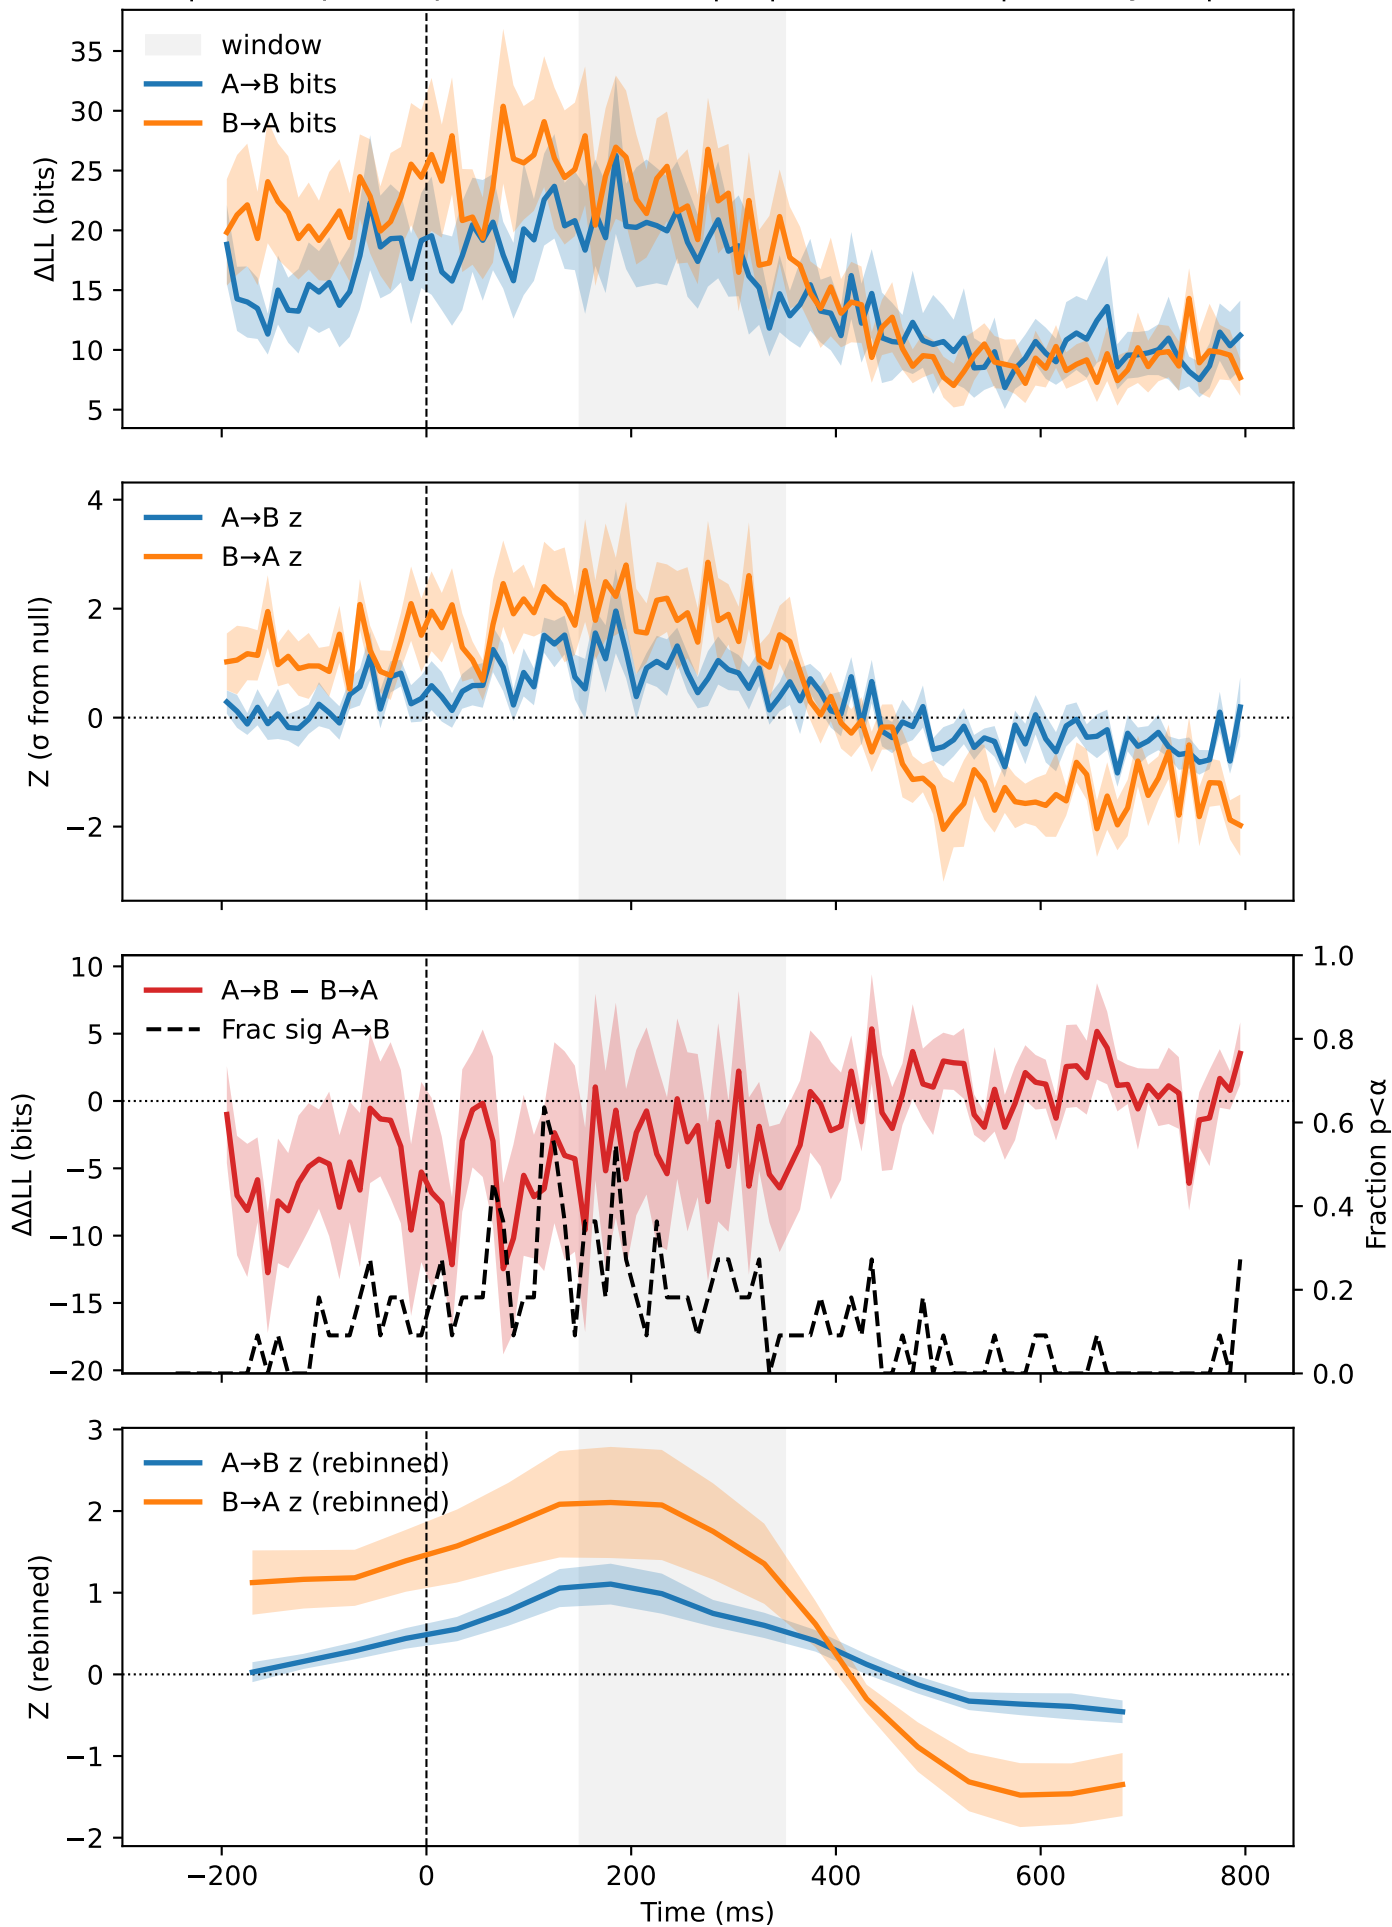 35
30
25
20
15
10
5
ΔLL (bits)
window
A→B bits
B→A bits
4
2
0
−2
Z (σ from null)
A→B z
B→A z
10
5
0
−5
−10
−15
−20
ΔΔLL (bits)
A→B − B→A
Frac sig A→B
1.0
0.8
0.6
0.4
0.2
0.0
Fraction p<α
3
2
1
0
−1
−2
Z (rebinned)
A→B z (rebinned)
B→A z (rebinned)
−200 0 200 400 600 800
Time (ms)